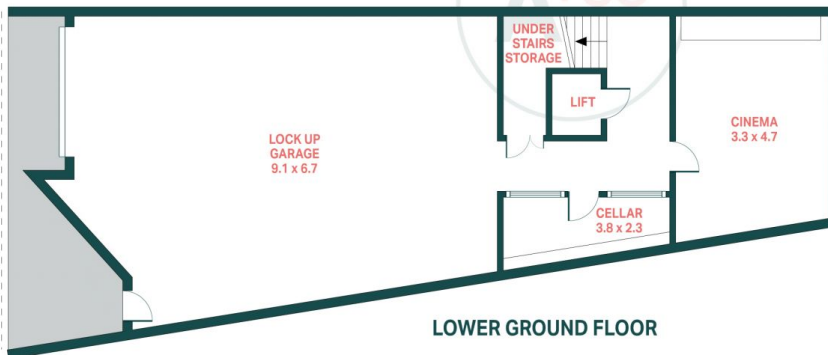 UNDER
STAIRS
STORAGE
LIFT
CINEMA
3.3 x 4.7
LOCK UP
GARAGE
9.1 x 6.7
CELLAR
3.8 x 2.3
LOWER GROUND FLOOR